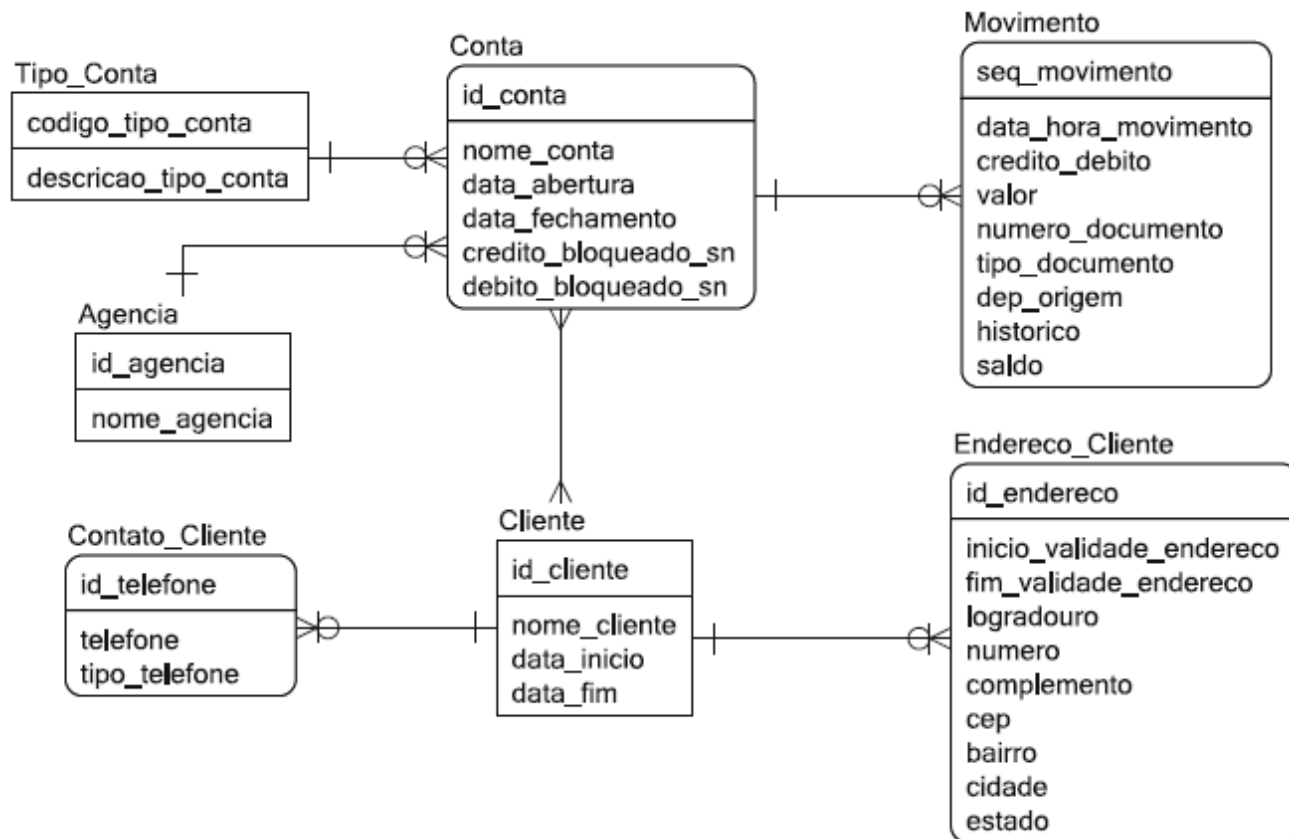 Tipo_Conta
codigo_tipo_conta
descricao_tipo_conta
Conta
id_conta
nome_conta
data_abertura
data_fechamento
credito_bloqueado_sn
debito_bloqueado_sn
Movimento
seq_movimento
data_hora_movimento
credito_debito
valor
numero_documento
tipo_documento
dep_origem
historico
saldo
Agencia
id_agencia
nome_agencia
Contato_Cliente
id_telefone
telefone
tipo_telefone
Cliente
id_cliente
nome_cliente
data_inicio
data_fim
Endereco_Cliente
id_endereco
inicio_validade_endereco
fim_validade_endereco
logradouro
numero
complemento
cep
bairro
cidade
estado